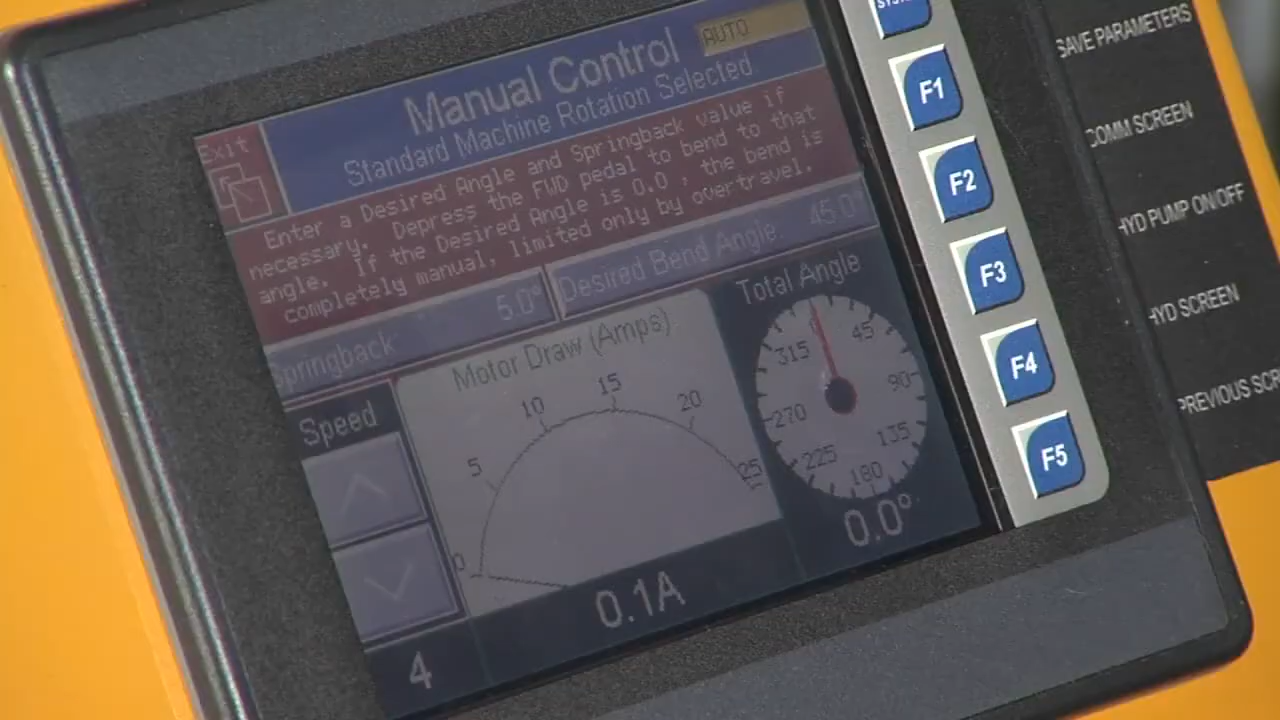 AUTO
Manual Control
Standard Machine Rotation Selected.
Exit
Enter a Desired Angle and Springback value if
necessary. Depress the FWD pedal to bend to that
angle. If the Desired Angle is 0.0 , the bend is
completely manual, limited only by overtravel.
Springback: 5.0°
Desired Bend Angle: 45.0°
Speed
4
Motor Draw (Amps)
0
5
10
15
20
25
0.1A
Total Angle
45
90
135
180
225
270
315
0.0°
F1
F2
F3
F4
F5
SAVE PARAMETERS
COMM SCREEN
HYD PUMP ON/OFF
HYD SCREEN
PREVIOUS